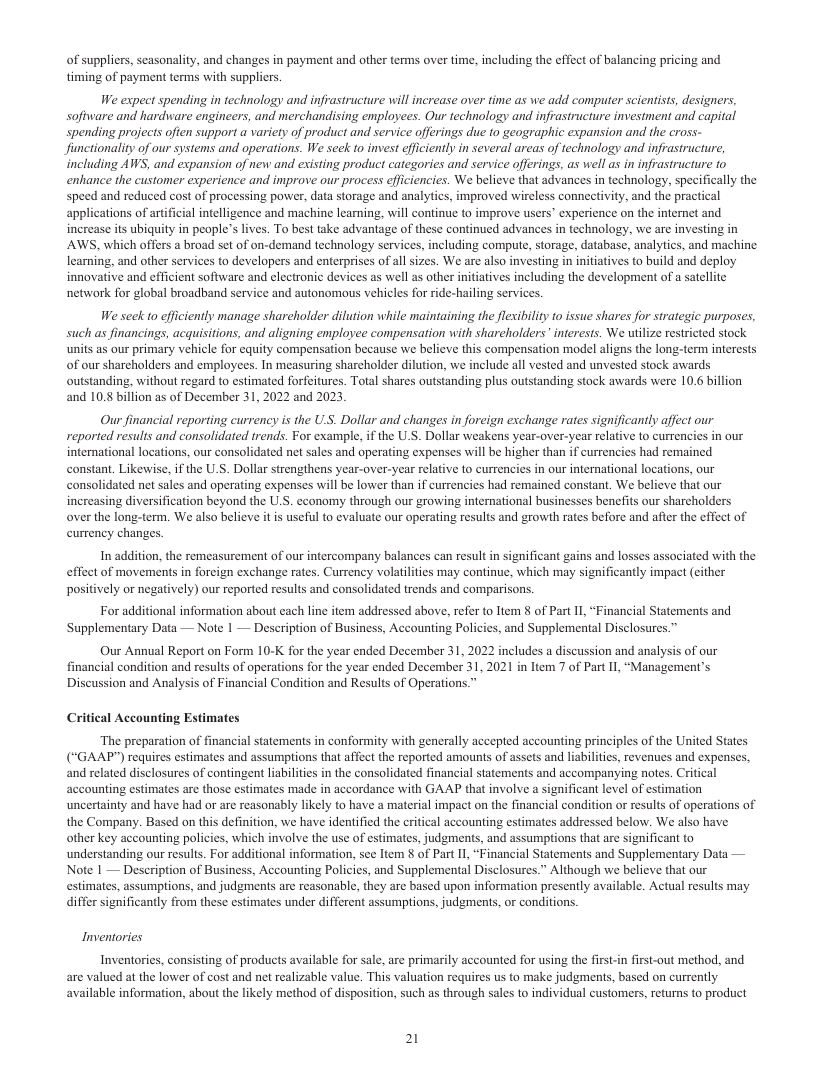 of suppliers, seasonality, and changes in payment and other terms over time, including the effect of balancing pricing and
timing of payment terms with suppliers.
We expect spending in technology and infrastructure will increase over time as we add computer scientists, designers,
software and hardware engineers, and merchandising employees. Our technology and infrastructure investment and capital
spending projects often support a variety of product and service offerings due to geographic expansion and the cross-
functionality of our systems and operations. We seek to invest efficiently in several areas of technology and infrastructure,
including AWS, and expansion of new and existing product categories and service offerings, as well as in infrastructure to
enhance the customer experience and improve our process efficiencies. We believe that advances in technology, specifically the
speed and reduced cost of processing power, data storage and analytics, improved wireless connectivity, and the practical
applications of artificial intelligence and machine learning, will continue to improve users’ experience on the internet and
increase its ubiquity in people’s lives. To best take advantage of these continued advances in technology, we are investing in
AWS, which offers a broad set of on-demand technology services, including compute, storage, database, analytics, and machine
learning, and other services to developers and enterprises of all sizes. We are also investing in initiatives to build and deploy
innovative and efficient software and electronic devices as well as other initiatives including the development of a satellite
network for global broadband service and autonomous vehicles for ride-hailing services.
We seek to efficiently manage shareholder dilution while maintaining the flexibility to issue shares for strategic purposes,
such as financings, acquisitions, and aligning employee compensation with shareholders’ interests. We utilize restricted stock
units as our primary vehicle for equity compensation because we believe this compensation model aligns the long-term interests
of our shareholders and employees. In measuring shareholder dilution, we include all vested and unvested stock awards
outstanding, without regard to estimated forfeitures. Total shares outstanding plus outstanding stock awards were 10.6 billion
and 10.8 billion as of December 31, 2022 and 2023.
Our financial reporting currency is the U.S. Dollar and changes in foreign exchange rates significantly affect our
reported results and consolidated trends. For example, if the U.S. Dollar weakens year-over-year relative to currencies in our
international locations, our consolidated net sales and operating expenses will be higher than if currencies had remained
constant. Likewise, if the U.S. Dollar strengthens year-over-year relative to currencies in our international locations, our
consolidated net sales and operating expenses will be lower than if currencies had remained constant. We believe that our
increasing diversification beyond the U.S. economy through our growing international businesses benefits our shareholders
over the long-term. We also believe it is useful to evaluate our operating results and growth rates before and after the effect of
currency changes.
In addition, the remeasurement of our intercompany balances can result in significant gains and losses associated with the
effect of movements in foreign exchange rates. Currency volatilities may continue, which may significantly impact (either
positively or negatively) our reported results and consolidated trends and comparisons.
For additional information about each line item addressed above, refer to Item 8 of Part II, “Financial Statements and
Supplementary Data — Note 1 — Description of Business, Accounting Policies, and Supplemental Disclosures.”
Our Annual Report on Form 10-K for the year ended December 31, 2022 includes a discussion and analysis of our
financial condition and results of operations for the year ended December 31, 2021 in Item 7 of Part II, “Management’s
Discussion and Analysis of Financial Condition and Results of Operations.”
Critical Accounting Estimates
The preparation of financial statements in conformity with generally accepted accounting principles of the United States
(“GAAP”) requires estimates and assumptions that affect the reported amounts of assets and liabilities, revenues and expenses,
and related disclosures of contingent liabilities in the consolidated financial statements and accompanying notes. Critical
accounting estimates are those estimates made in accordance with GAAP that involve a significant level of estimation
uncertainty and have had or are reasonably likely to have a material impact on the financial condition or results of operations of
the Company. Based on this definition, we have identified the critical accounting estimates addressed below. We also have
other key accounting policies, which involve the use of estimates, judgments, and assumptions that are significant to
understanding our results. For additional information, see Item 8 of Part II, “Financial Statements and Supplementary Data —
Note 1 — Description of Business, Accounting Policies, and Supplemental Disclosures.” Although we believe that our
estimates, assumptions, and judgments are reasonable, they are based upon information presently available. Actual results may
differ significantly from these estimates under different assumptions, judgments, or conditions.
Inventories
Inventories, consisting of products available for sale, are primarily accounted for using the first-in first-out method, and
are valued at the lower of cost and net realizable value. This valuation requires us to make judgments, based on currently
available information, about the likely method of disposition, such as through sales to individual customers, returns to product
21